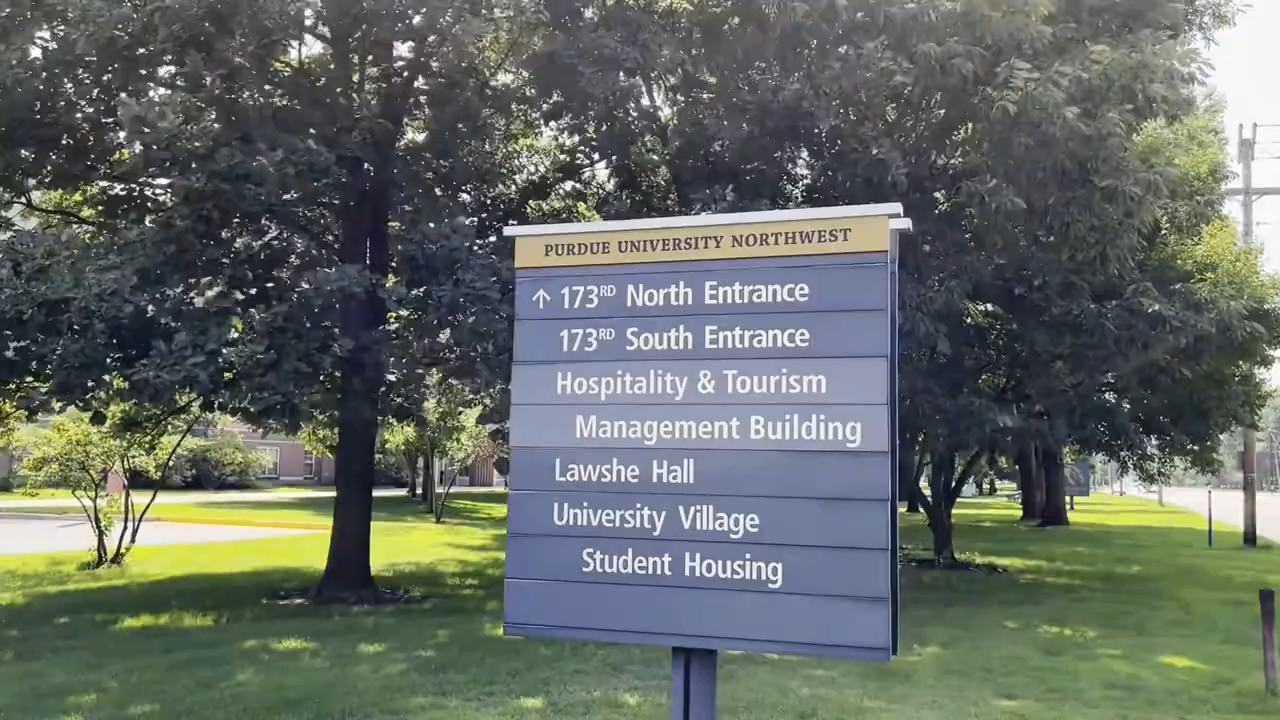 PURDUE UNIVERSITY NORTHWEST
↑ 173RD North Entrance
173RD South Entrance
Hospitality & Tourism
Management Building
Lawshe Hall
University Village
Student Housing